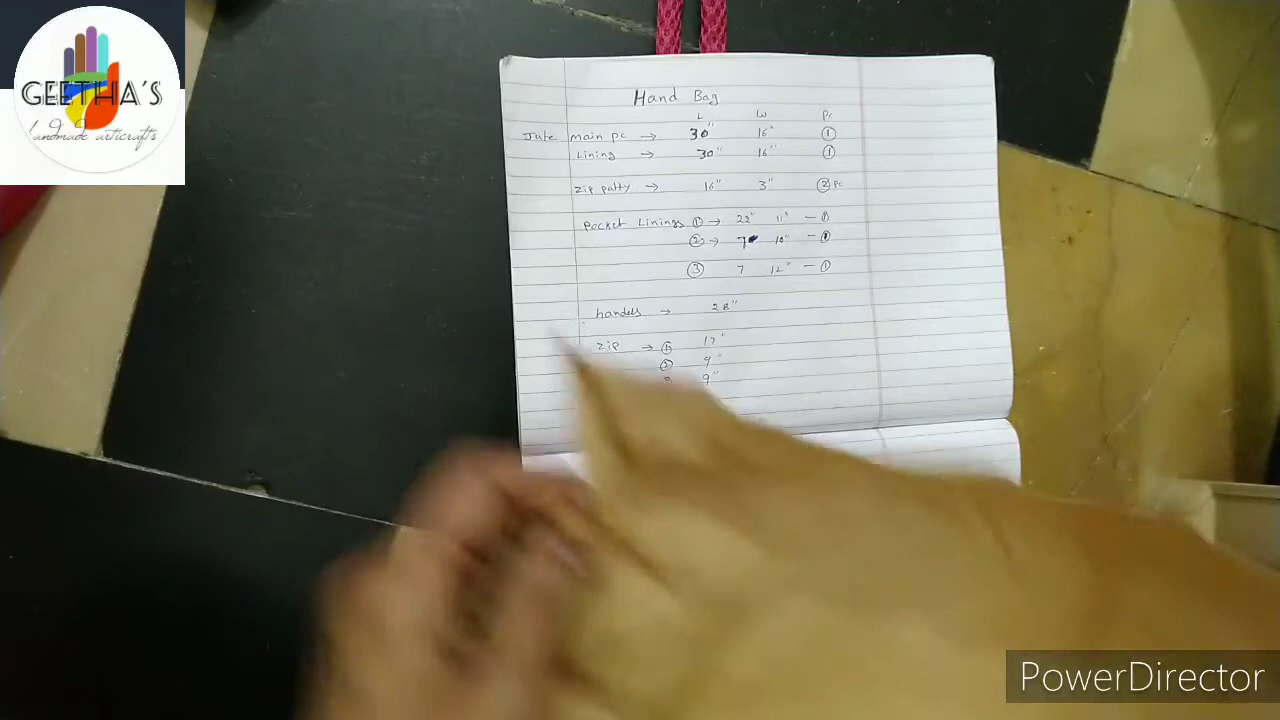 GEETHA'S
Handmade articrafts
Hand Bag
L W Pc
Jute main pc → 30" 16" ①
Lining → 30" 16" ①
Zip patty → 16" 3" ② pc
Pocket Linings ① → 22" 11" — ①
② → 7 10" — ①
③ 7 12" — ①
handels → 28"
Zip → ① 17"
② 9"
9"
PowerDirector